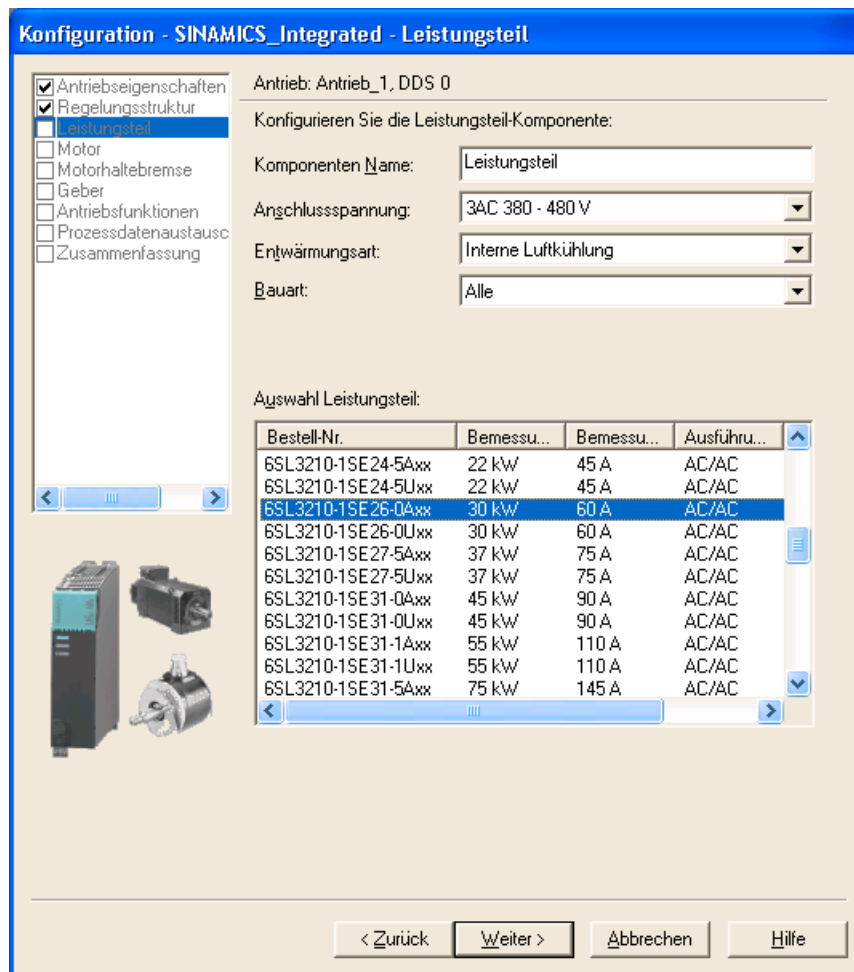 Konfiguration - SINAMICS_Integrated - Leistungsteil
Antriebseigenschaften
Regelungsstruktur
Leistungsteil
Motor
Motorhaltebremse
Geber
Antriebsfunktionen
Prozessdatenaustausc
Zusammenfassung
Antrieb: Antrieb_1, DDS 0
Konfigurieren Sie die Leistungsteil-Komponente:
Komponenten Name: Leistungsteil
Anschlussspannung: 3AC 380 - 480 V
Entwärmungsart: Interne Luftkühlung
Bauart: Alle
Auswahl Leistungsteil:
Bestell-Nr. Bemessu... Bemessu... Ausführu...
6SL3210-1SE24-5Axx 22 kW 45 A AC/AC
6SL3210-1SE24-5Uxx 22 kW 45 A AC/AC
6SL3210-1SE26-0Axx 30 kW 60 A AC/AC
6SL3210-1SE26-0Uxx 30 kW 60 A AC/AC
6SL3210-1SE27-5Axx 37 kW 75 A AC/AC
6SL3210-1SE27-5Uxx 37 kW 75 A AC/AC
6SL3210-1SE31-0Axx 45 kW 90 A AC/AC
6SL3210-1SE31-0Uxx 45 kW 90 A AC/AC
6SL3210-1SE31-1Axx 55 kW 110 A AC/AC
6SL3210-1SE31-1Uxx 55 kW 110 A AC/AC
6SL3210-1SE31-5Axx 75 kW 145 A AC/AC
< Zurück Weiter > Abbrechen Hilfe